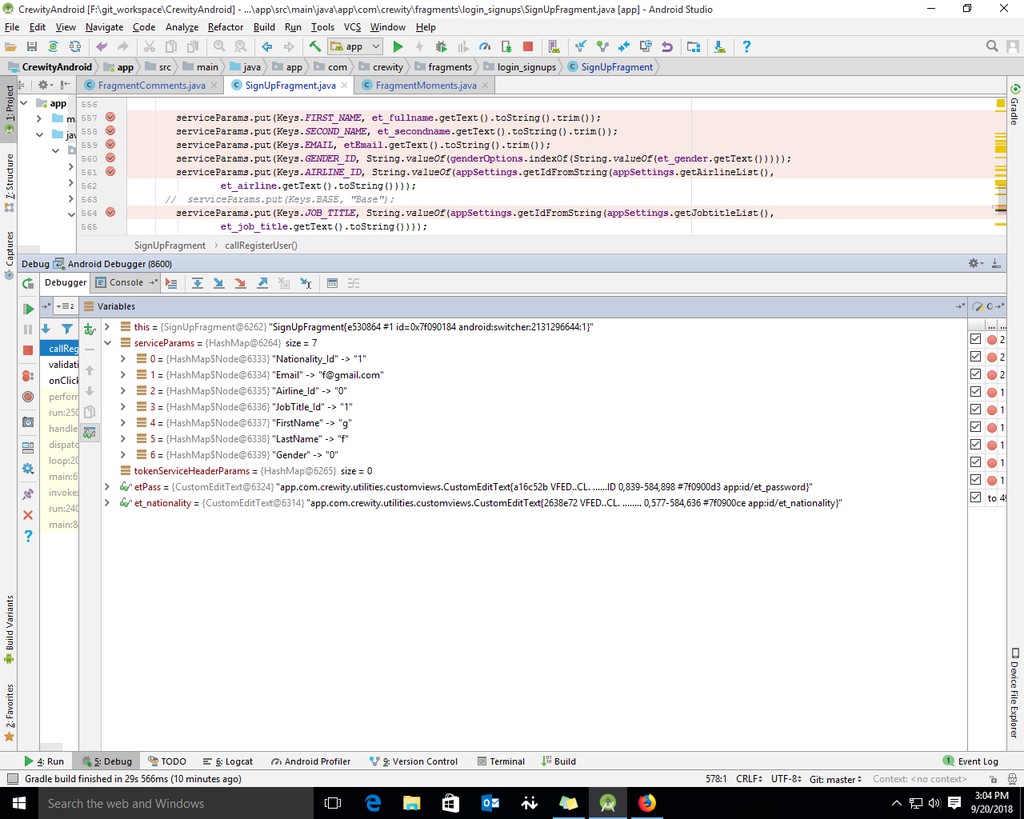 CrewityAndroid [F:\git_workspace\CrewityAndroid] - ...\app\src\main\java\app\com\crewity\fragments\login_signups\SignUpFragment.java [app] - Android Studio
File Edit View Navigate Code Analyze Refactor Build Run Tools VCS Window Help
app
CrewityAndroid app src main java app com crewity fragments login_signups SignUpFragment
FragmentComments.java SignUpFragment.java FragmentMoments.java
1: Project
Z: Structure
Captures
Build Variants
2: Favorites
Gradle
Device File Explorer
app
m
jav
556
557 serviceParams.put(Keys.FIRST_NAME, et_fullname.getText().toString().trim());
558 serviceParams.put(Keys.SECOND_NAME, et_secondname.getText().toString().trim());
559 serviceParams.put(Keys.EMAIL, etEmail.getText().toString().trim());
560 serviceParams.put(Keys.GENDER_ID, String.valueOf(genderOptions.indexOf(String.valueOf(et_gender.getText()))));
561 serviceParams.put(Keys.AIRLINE_ID, String.valueOf(appSettings.getIdFromString(appSettings.getAirlineList(),
562 et_airline.getText().toString())));
563 // serviceParams.put(Keys.BASE, "Base");
564 serviceParams.put(Keys.JOB_TITLE, String.valueOf(appSettings.getIdFromString(appSettings.getJobtitleList(),
565 et_job_title.getText().toString())));
SignUpFragment callRegisterUser()
Debug Android Debugger (8600)
Debugger Console
Variables
callReg
validati
onClick
perform
run:250
handle
dispatc
loop:20
main:6
invoke:
run:240
main:8
this = {SignUpFragment@6262} "SignUpFragment{e530864 #1 id=0x7f090184 android:switcher:2131296644:1}"
serviceParams = {HashMap@6264} size = 7
0 = {HashMap$Node@6333} "Nationality_Id" -> "1"
1 = {HashMap$Node@6334} "Email" -> "f@gmail.com"
2 = {HashMap$Node@6335} "Airline_Id" -> "0"
3 = {HashMap$Node@6336} "JobTitle_Id" -> "1"
4 = {HashMap$Node@6337} "FirstName" -> "g"
5 = {HashMap$Node@6338} "LastName" -> "f"
6 = {HashMap$Node@6339} "Gender" -> "0"
tokenServiceHeaderParams = {HashMap@6265} size = 0
etPass = {CustomEditText@6324} "app.com.crewity.utilities.customviews.CustomEditText{a16c52b VFED..CL. ......ID 0,839-584,898 #7f0900d3 app:id/et_password}"
et_nationality = {CustomEditText@6314} "app.com.crewity.utilities.customviews.CustomEditText{2638e72 VFED..CL. ........ 0,577-584,636 #7f0900ce app:id/et_nationality}"
2
2
2
1
1
1
1
1
1
to 49
4: Run 5: Debug TODO 6: Logcat Android Profiler 9: Version Control Terminal Build 1 Event Log
Gradle build finished in 29s 566ms (10 minutes ago) 578:1 CRLF UTF-8 Git: master Context: <no context>
Search the web and Windows
3:04 PM
9/20/2018